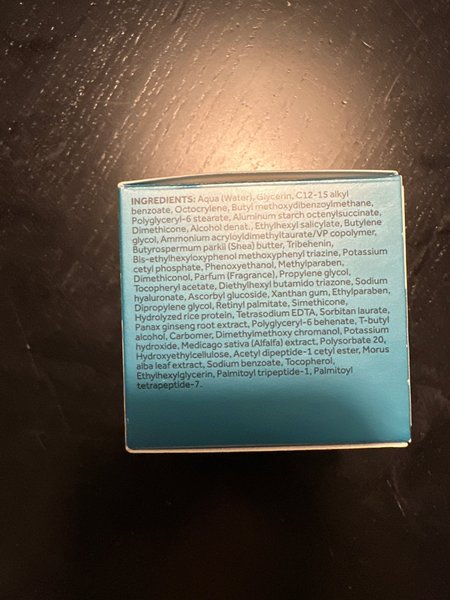 INGREDIENTS: Aqua (Water), Glycerin, C12-15 alkyl
benzoate, Octocrylene, Butyl methoxydibenzoylmethane,
Polyglyceryl-6 stearate, Aluminum starch octenylsuccinate,
Dimethicone, Alcohol denat., Ethylhexyl salicylate, Butylene
glycol, Ammonium acryloyldimethyltaurate/VP copolymer,
Butyrospermum parkii (Shea) butter, Tribehenin,
Bis-ethylhexyloxyphenol methoxyphenyl triazine, Potassium
cetyl phosphate, Phenoxyethanol, Methylparaben,
Dimethiconol, Parfum (Fragrance), Propylene glycol,
Tocopheryl acetate, Diethylhexyl butamido triazone, Sodium
hyaluronate, Ascorbyl glucoside, Xanthan gum, Ethylparaben,
Dipropylene glycol, Retinyl palmitate, Simethicone,
Hydrolyzed rice protein, Tetrasodium EDTA, Sorbitan laurate,
Panax ginseng root extract, Polyglyceryl-6 behenate, T-butyl
alcohol, Carbomer, Dimethylmethoxy chromanol, Potassium
hydroxide, Medicago sativa (Alfalfa) extract, Polysorbate 20,
Hydroxyethylcellulose, Acetyl dipeptide-1 cetyl ester, Morus
alba leaf extract, Sodium benzoate, Tocopherol,
Ethylhexylglycerin, Palmitoyl tripeptide-1, Palmitoyl
tetrapeptide-7.